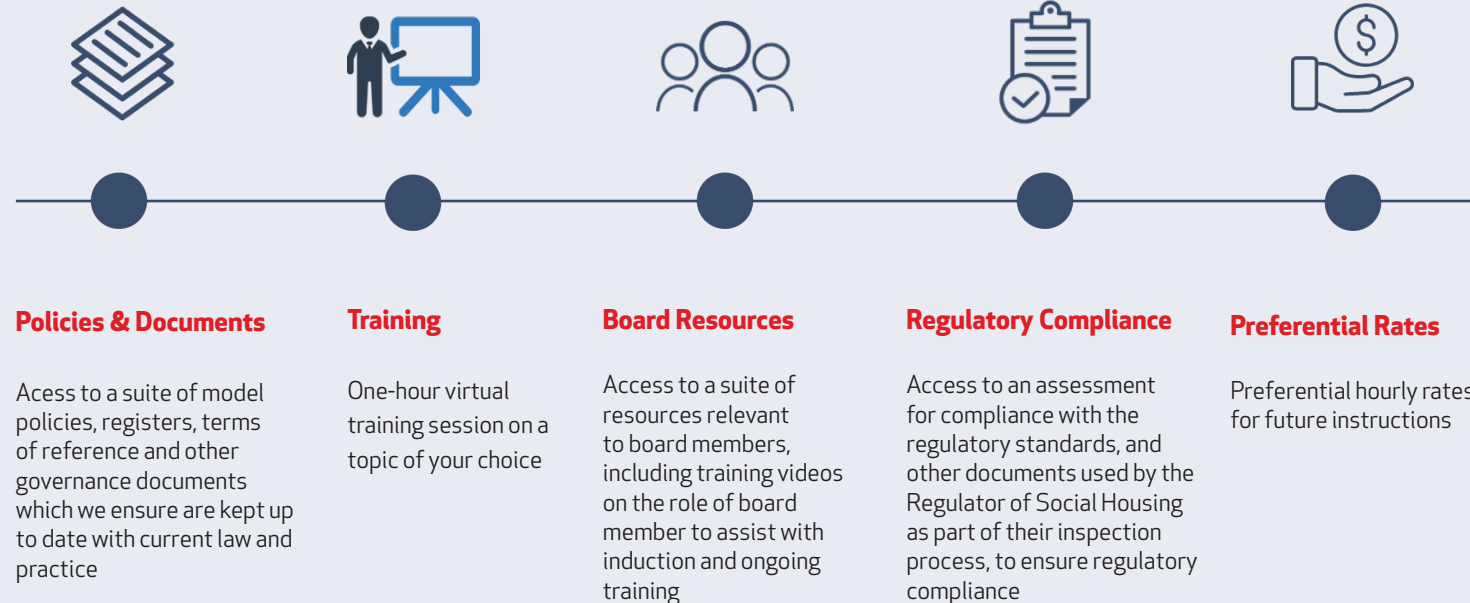 Policies & Documents
Acess to a suite of model
policies, registers, terms
of reference and other
governance documents
which we ensure are kept up
to date with current law and
practice
Training
One-hour virtual
training session on a
topic of your choice
Board Resources
Access to a suite of
resources relevant
to board members,
including training videos
on the role of board
member to assist with
induction and ongoing
training
Regulatory Compliance
Access to an assessment
for compliance with the
regulatory standards, and
other documents used by the
Regulator of Social Housing
as part of their inspection
process, to ensure regulatory
compliance
Preferential Rates
Preferential hourly rates
for future instructions
$